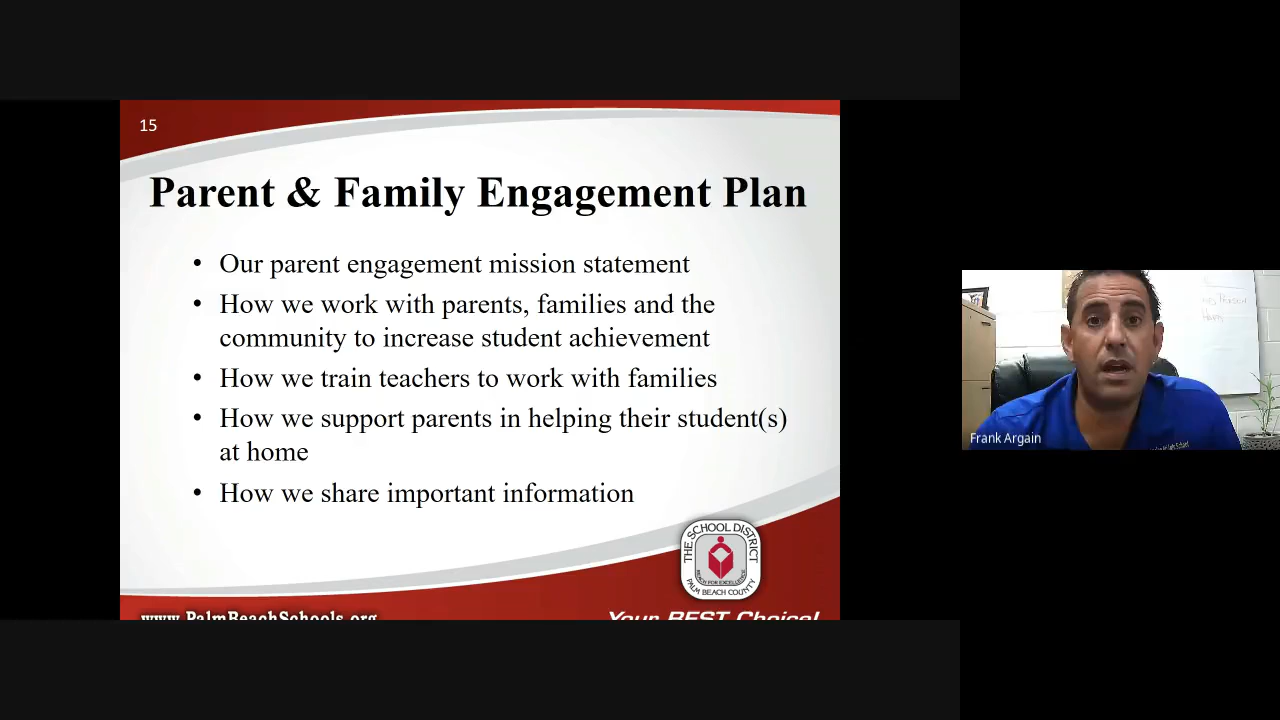 15
Parent & Family Engagement Plan
• Our parent engagement mission statement
• How we work with parents, families and the
community to increase student achievement
• How we train teachers to work with families
• How we support parents in helping their student(s)
at home
• How we share important information
THE SCHOOL DISTRICT
REACH FOR EXCELLENCE
PALM BEACH COUNTY
www.PalmBeachSchools.org
Your BEST Choice!
Frank Argain